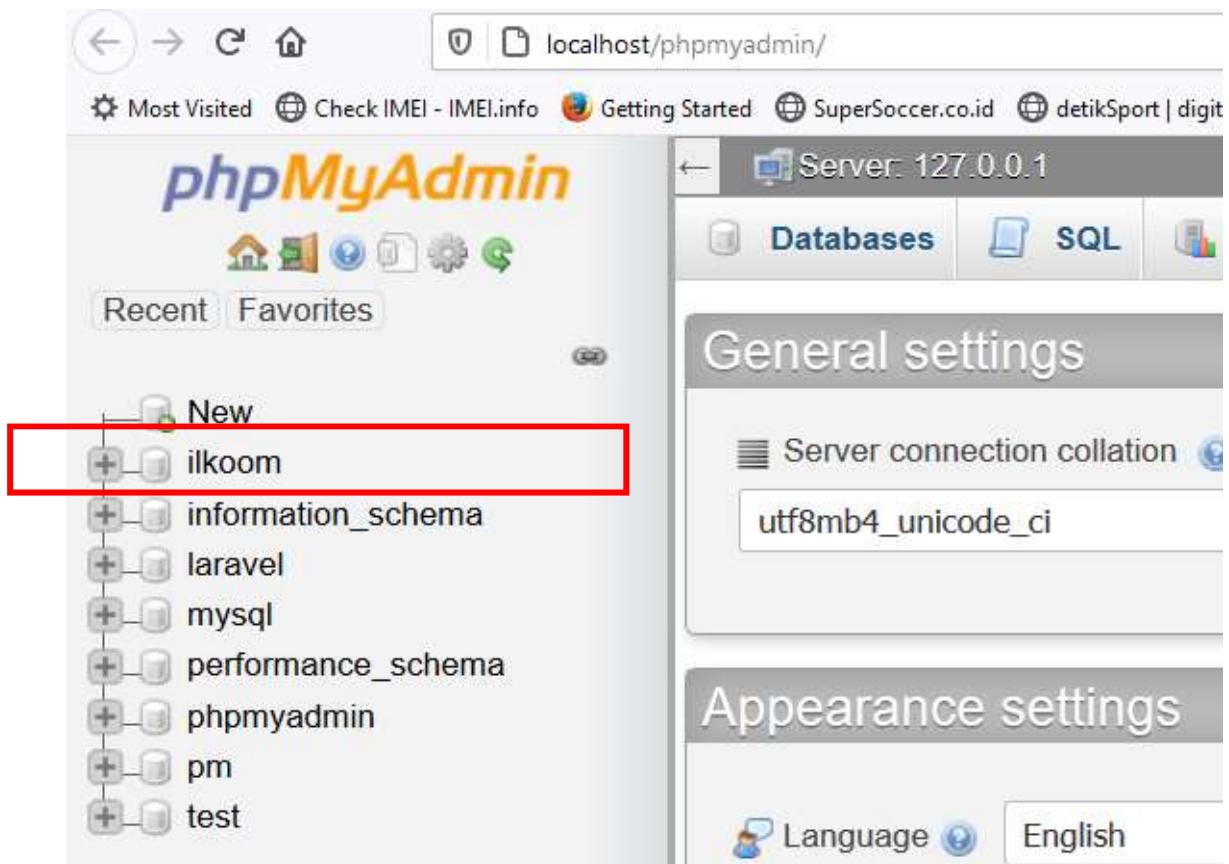 localhost/phpmyadmin/
Most Visited Check IMEI - IMEI.info Getting Started SuperSoccer.co.id detikSport | digit
phpMyAdmin
Recent Favorites
New
ilkoom
information_schema
laravel
mysql
performance_schema
phpmyadmin
pm
test
Server: 127.0.0.1
Databases SQL
General settings
Server connection collation
utf8mb4_unicode_ci
Appearance settings
Language English